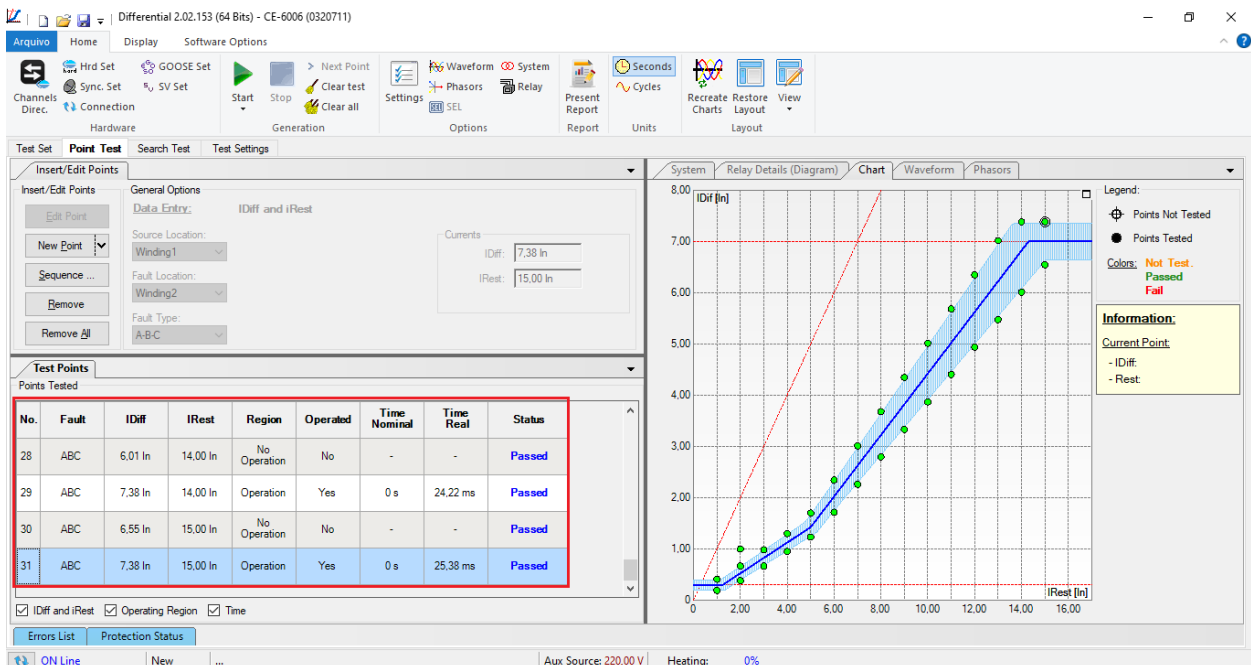 Differential 2.02.153 (64 Bits) - CE-6006 (0320711)
Arquivo Home Display Software Options
Channels Direc.
Hrd Set
Sync. Set
Connection
GOOSE Set
SV Set
Hardware
Start
Stop
Next Point
Clear test
Clear all
Generation
Settings
Waveform
Phasors
SEL
System
Relay
Options
Present Report
Report
Seconds
Cycles
Units
Recreate Charts
Restore Layout
View
Layout
Test Set Point Test Search Test Test Settings
Insert/Edit Points
Insert/Edit Points
Edit Point
New Point
Sequence ...
Remove
Remove All
General Options
Data Entry: IDiff and iRest
Source Location:
Winding1
Fault Location:
Winding2
Fault Type:
A-B-C
Currents
IDiff: 7,38 In
IRest: 15,00 In
Test Points
Points Tested
No. Fault IDiff IRest Region Operated Time Nominal Time Real Status
28 ABC 6,01 In 14,00 In No Operation No - - Passed
29 ABC 7,38 In 14,00 In Operation Yes 0 s 24,22 ms Passed
30 ABC 6,55 In 15,00 In No Operation No - - Passed
31 ABC 7,38 In 15,00 In Operation Yes 0 s 25,38 ms Passed
IDiff and iRest Operating Region Time
System Relay Details (Diagram) Chart Waveform Phasors
IDif [In]
8,00
7,00
6,00
5,00
4,00
3,00
2,00
1,00
0
0 2,00 4,00 6,00 8,00 10,00 12,00 14,00 16,00
IRest [In]
Legend:
Points Not Tested
Points Tested
Colors: Not Test.
Passed
Fail
Information:
Current Point:
- IDiff:
- Rest:
Errors List Protection Status
ON Line New ... Aux Source: 220.00 V Heating: 0%